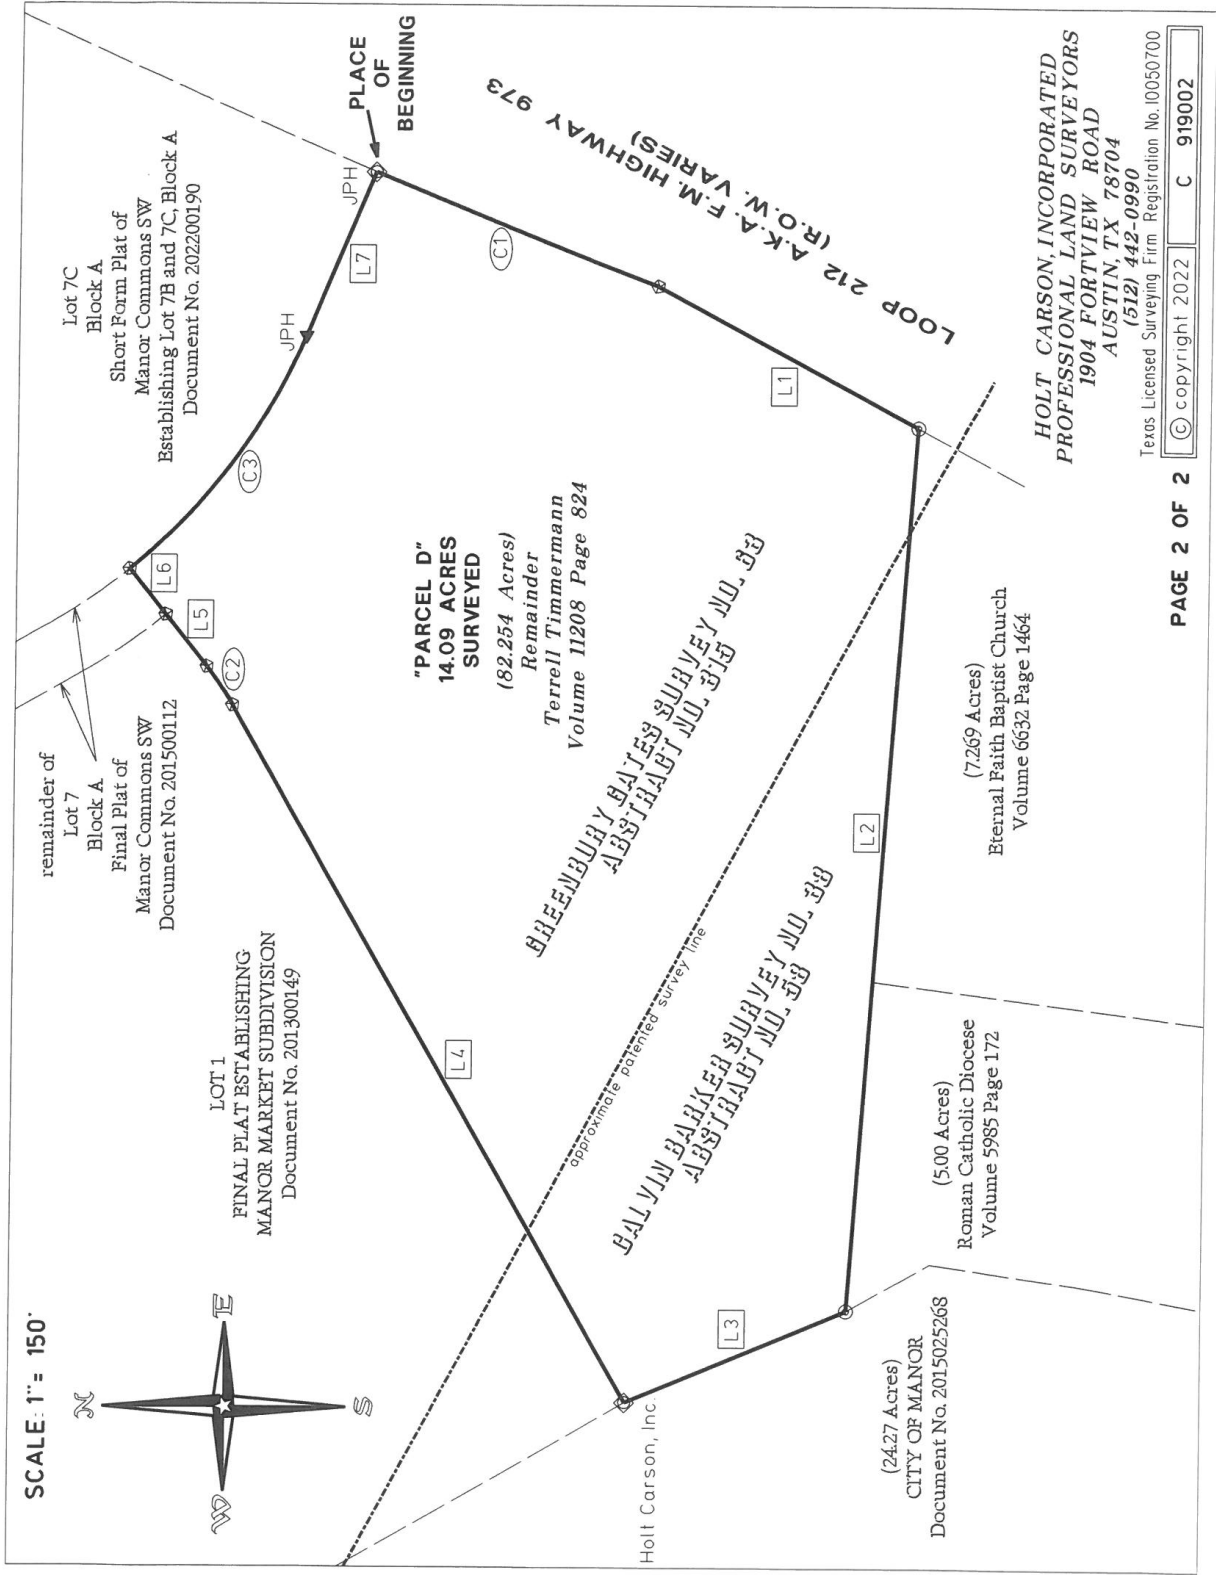 SCALE: 1" = 150'
N
W
E
S
remainder of
Lot 7
Block A
Final Plat of
Manor Commons SW
Document No. 201500112
Lot 7C
Block A
Short Form Plat of
Manor Commons SW
Establishing Lot 7B and 7C, Block A
Document No. 202200190
LOT 1
FINAL PLAT ESTABLISHING
MANOR MARKET SUBDIVISION
Document No. 201300149
L6
L5
C2
C3
JPH
L7
JPH
PLACE
OF
BEGINNING
C1
L1
LOOP 212 A.K.A. F.M. HIGHWAY 973
(R.O.W. VARIES)
"PARCEL D"
14.09 ACRES
SURVEYED
(82.254 Acres)
Remainder
Terrell Timmermann
Volume 11208 Page 824
L4
GREENBURY GATES SURVEY NO. 63
ABSTRACT NO. 315
approximate patented survey line
CALVIN BARKER SURVEY NO. 38
ABSTRACT NO. 58
Holt Carson, Inc.
L3
L2
(24.27 Acres)
CITY OF MANOR
Document No. 2015025268
(5.00 Acres)
Roman Catholic Diocese
Volume 5985 Page 172
(7.269 Acres)
Eternal Faith Baptist Church
Volume 6632 Page 1464
HOLT CARSON, INCORPORATED
PROFESSIONAL LAND SURVEYORS
1904 FORTVIEW ROAD
AUSTIN, TX 78704
(512) 442-0990
Texas Licensed Surveying Firm Registration No. 10050700
© copyright 2022 C 919002
PAGE 2 OF 2